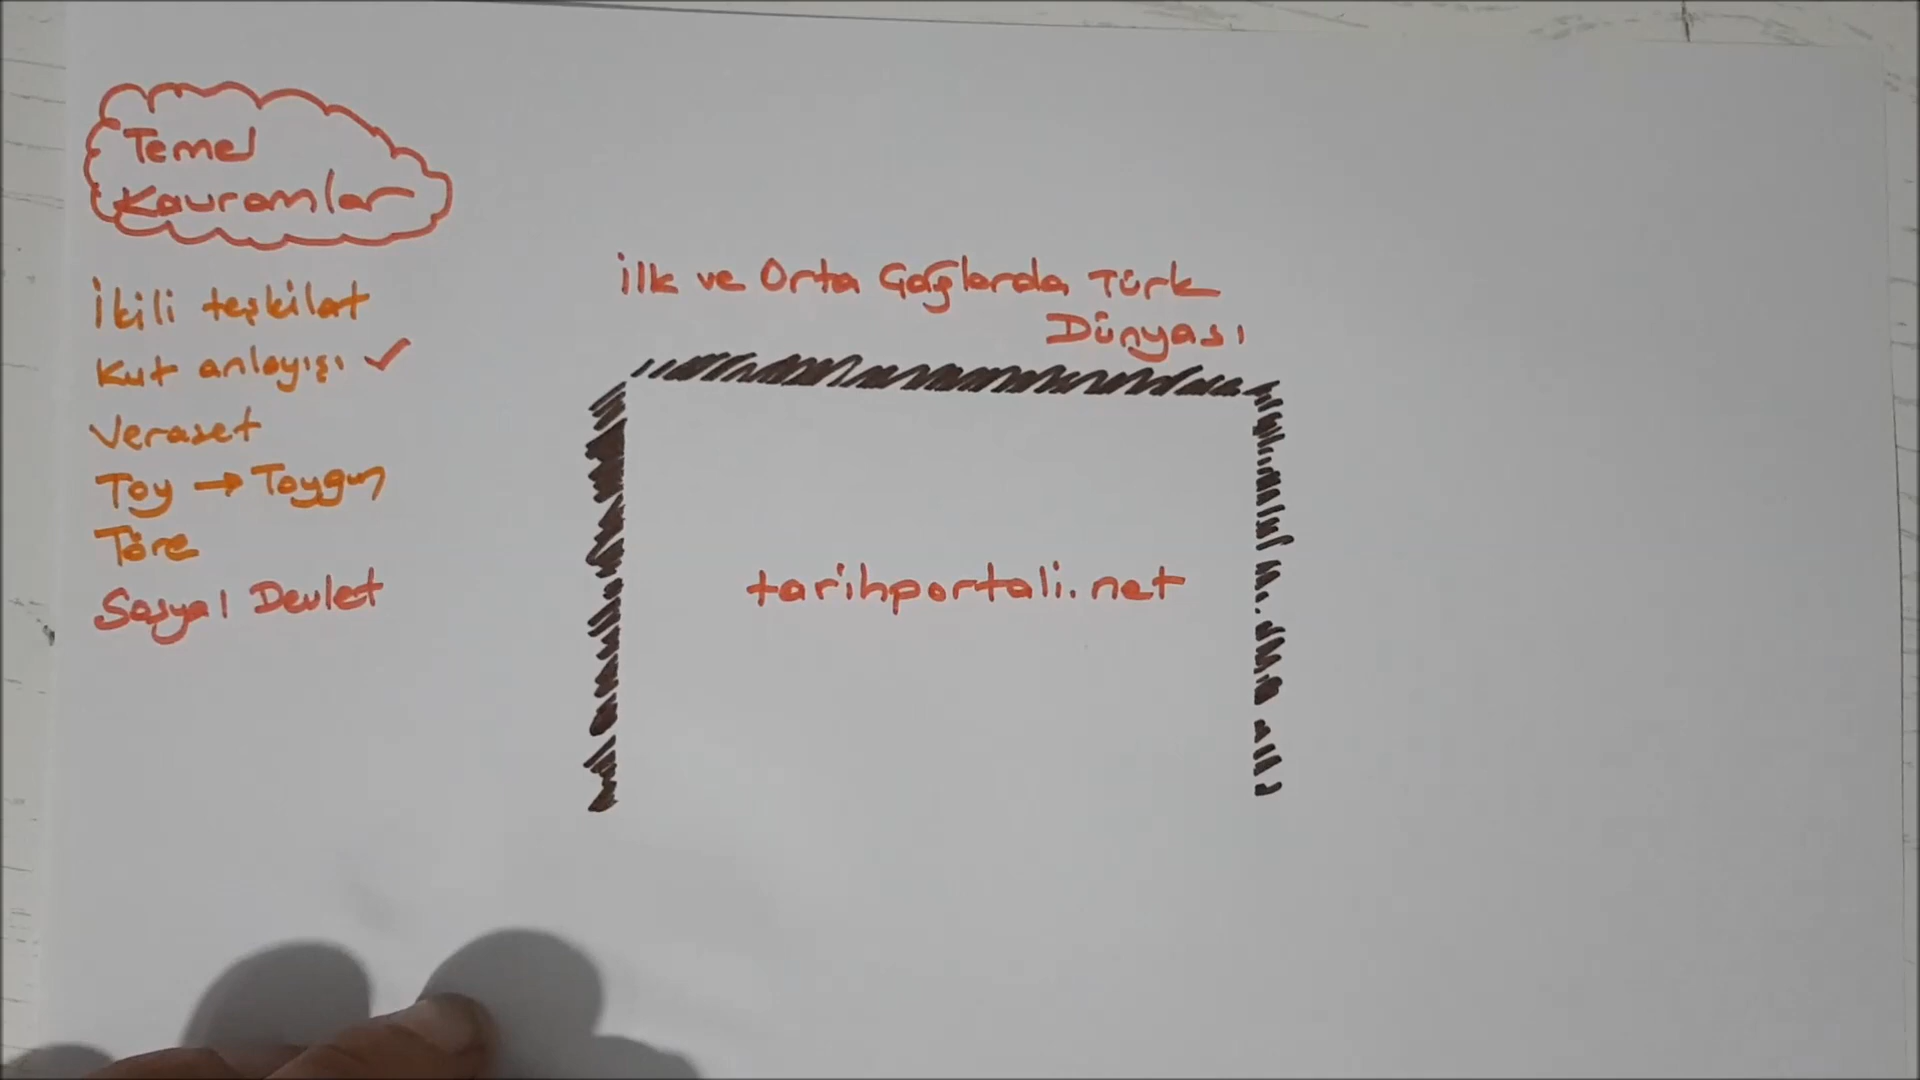 Temel
Kavramlar
İkili teşkilat
Kut anlayışı ✓
Veraset
Toy → Toygun
Töre
Sosyal Devlet
İlk ve Orta Çağlarda Türk
Dünyası
tarihportali.net